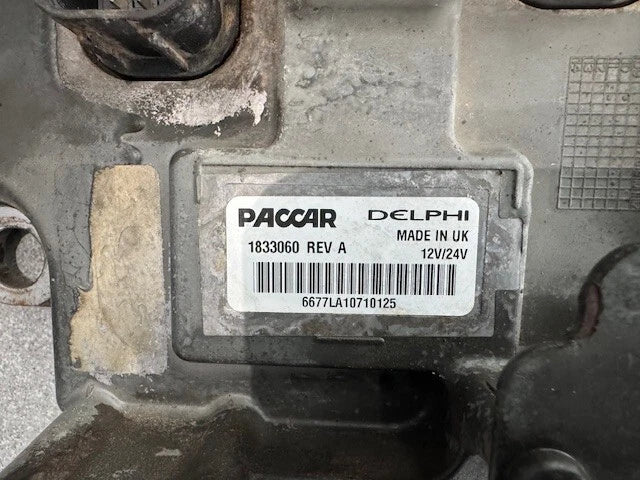 PACCAR DELPHI
MADE IN UK
1833060 REV A
12V/24V
6677LA10710125